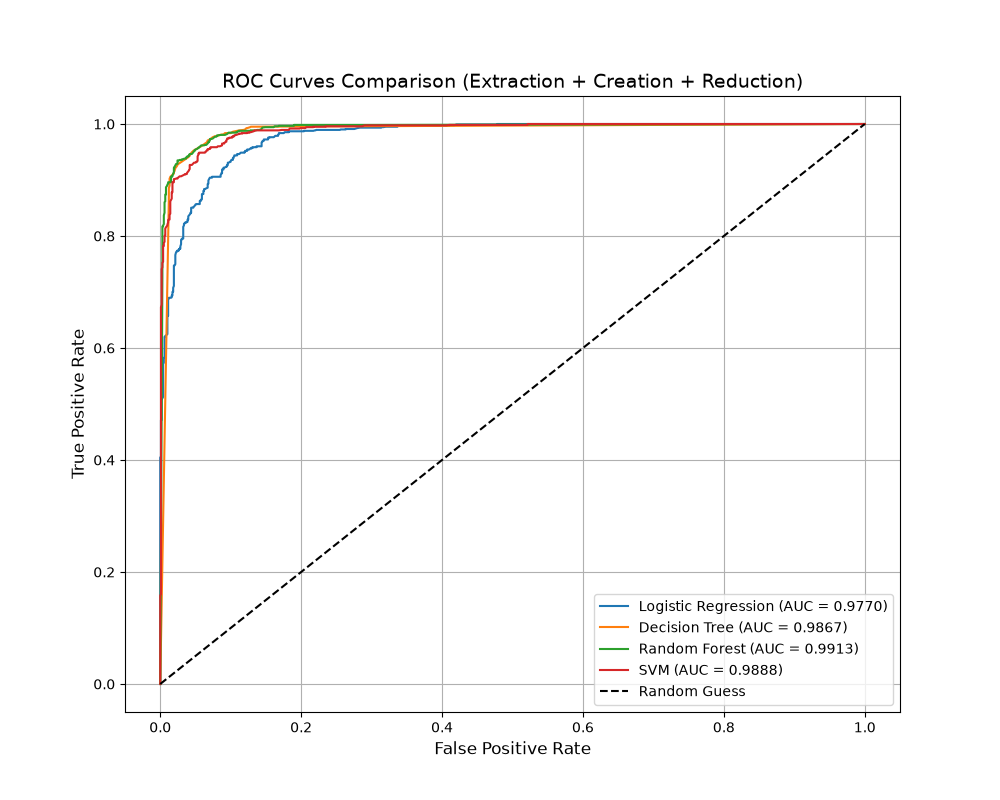 ROC Curves Comparison (Extraction + Creation + Reduction)
True Positive Rate
1.0
0.8
0.6
0.4
0.2
0.0
Logistic Regression (AUC = 0.9770)
Decision Tree (AUC = 0.9867)
Random Forest (AUC = 0.9913)
SVM (AUC = 0.9888)
Random Guess
0.0 0.2 0.4 0.6 0.8 1.0
False Positive Rate